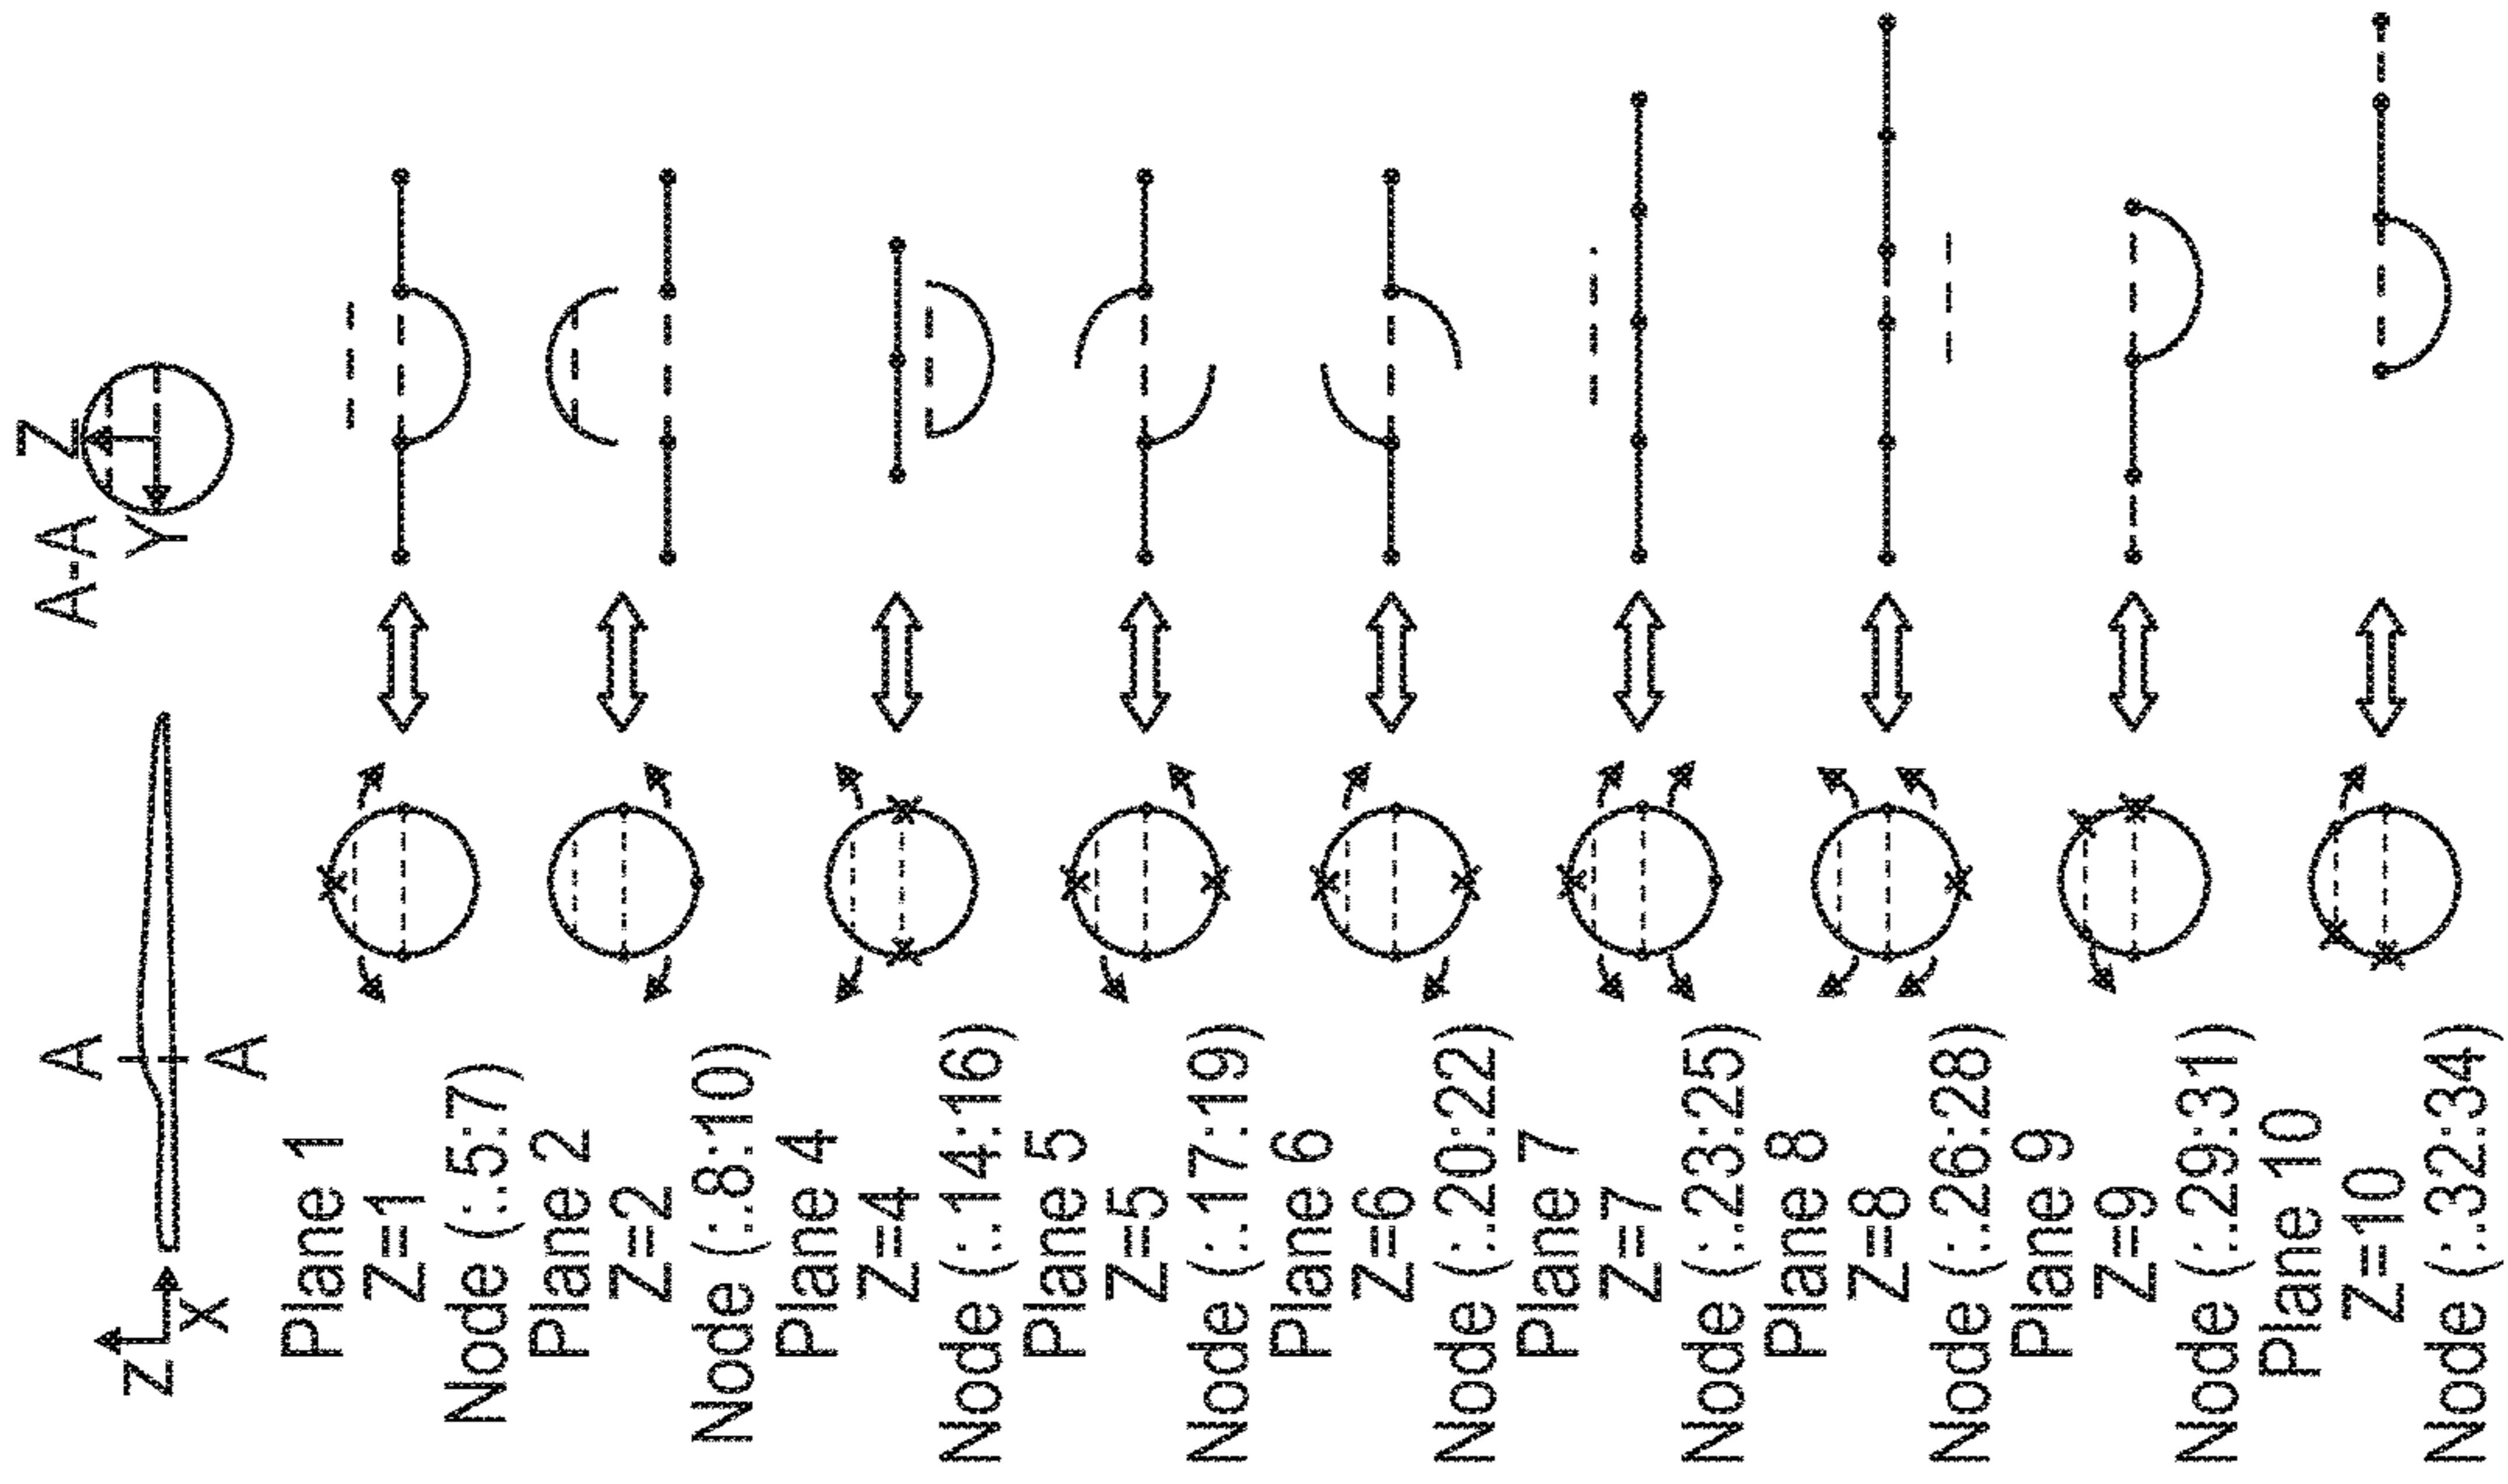 A
A-A
Z
Z
Y
X
A
Plane 1
Z=1
Node (:.5:7)
Plane 2
Z=2
Node (:.8:10)
Plane 4
Z=4
Node (:.14:16)
Plane 5
Z=5
Node (:.17:19)
Plane 6
Z=6
Node (:.20:22)
Plane 7
Z=7
Node (:.23:25)
Plane 8
Z=8
Node (:.26:28)
Plane 9
Z=9
Node (:.29:31)
Plane 10
Z=10
Node (:.32:34)